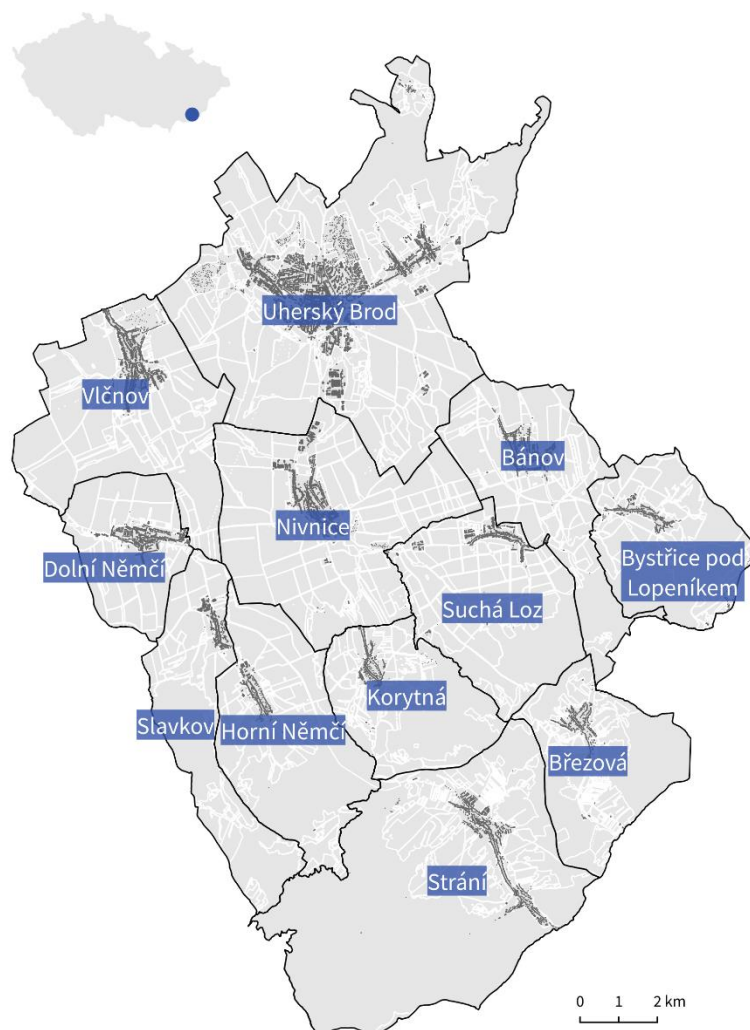 Uherský Brod
Vlčnov
Bánov
Nivnice
Dolní Němčí
Bystřice pod
Lopeníkem
Suchá Loz
Korytná
Slavkov
Horní Němčí
Březová
Strání
0 1 2 km